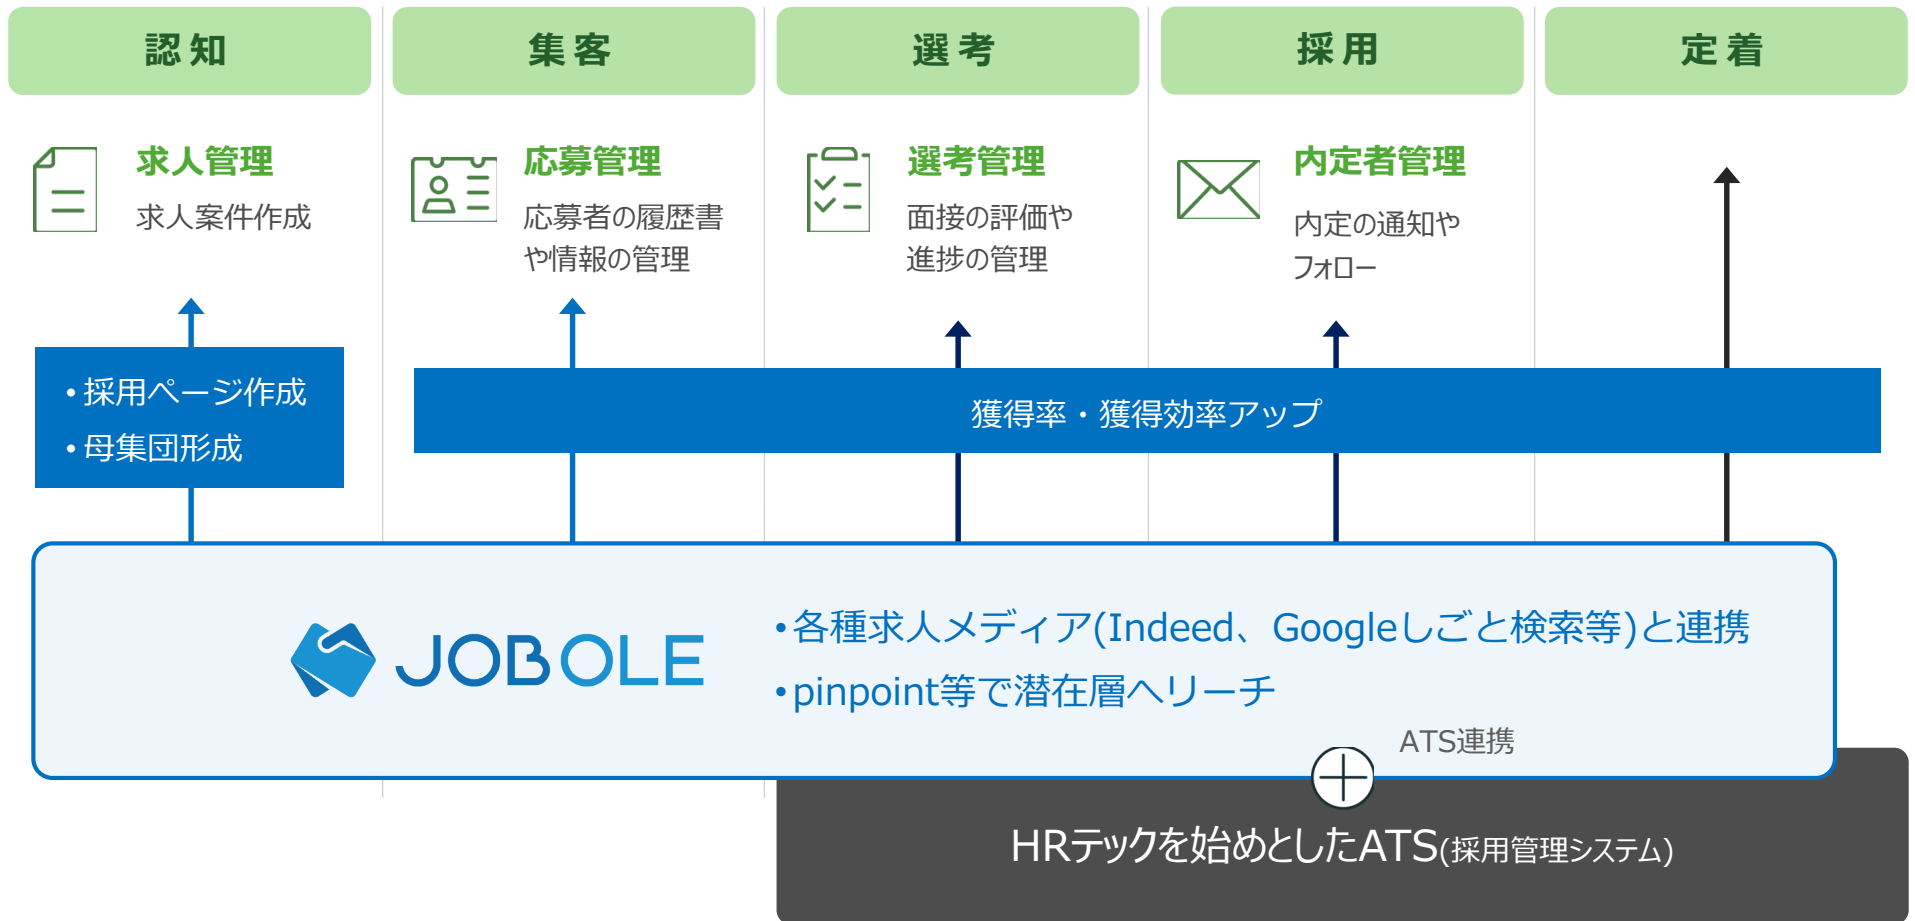 認知
集客
選考
採用
定着
求人管理
求人案件作成
応募管理
応募者の履歴書
や情報の管理
選考管理
面接の評価や
進捗の管理
内定者管理
内定の通知や
フォロー
・採用ページ作成
・母集団形成
獲得率・獲得効率アップ
JOBOLE
・各種求人メディア(Indeed、Googleしごと検索等)と連携
・pinpoint等で潜在層へリーチ
ATS連携
HRテックを始めとしたATS(採用管理システム)